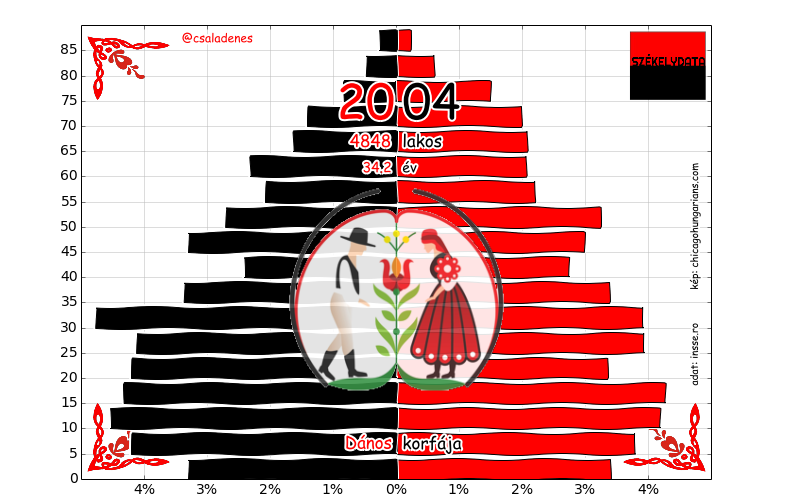 @csaladenes
SZÉKELYDATA
2004
4848 lakos
34,2 év
kép: chicagohungarians.com
adat: insse.ro
Dános korfája
85
80
75
70
65
60
55
50
45
40
35
30
25
20
15
10
5
0
4% 3% 2% 1% 0% 1% 2% 3% 4%